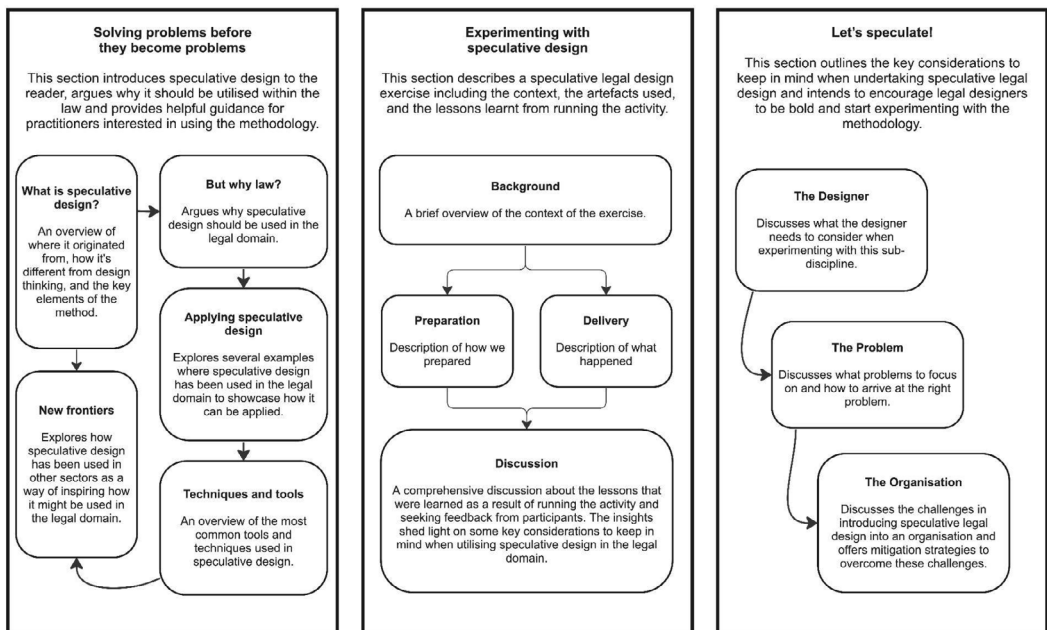 Solving problems before
they become problems
This section introduces speculative design to the
reader, argues why it should be utilised within the
law and provides helpful guidance for
practitioners interested in using the methodology.
What is speculative
design?
An overview of
where it originated
from, how it's
different from design
thinking, and the key
elements of the
method.
But why law?
Argues why speculative
design should be used in the
legal domain.
Applying speculative
design
Explores several examples
where speculative design
has been used in the legal
domain to showcase how it
can be applied.
New frontiers
Explores how
speculative design
has been used in
other sectors as a
way of inspiring how
it might be used in
the legal domain.
Techniques and tools
An overview of the most
common tools and
techniques used in
speculative design.
Experimenting with
speculative design
This section describes a speculative legal design
exercise including the context, the artefacts used,
and the lessons learnt from running the activity.
Background
A brief overview of the context of the exercise.
Preparation
Description of how we
prepared
Delivery
Description of what
happened
Discussion
A comprehensive discussion about the lessons that
were learned as a result of running the activity and
seeking feedback from participants. The insights
shed light on some key considerations to keep in
mind when utilising speculative design in the legal
domain.
Let's speculate!
This section outlines the key considerations to
keep in mind when undertaking speculative legal
design and intends to encourage legal designers
to be bold and start experimenting with the
methodology.
The Designer
Discusses what the designer
needs to consider when
experimenting with this sub-
discipline.
The Problem
Discusses what problems to focus
on and how to arrive at the right
problem.
The Organisation
Discusses the challenges in
introducing speculative legal
design into an organisation and
offers mitigation strategies to
overcome these challenges.